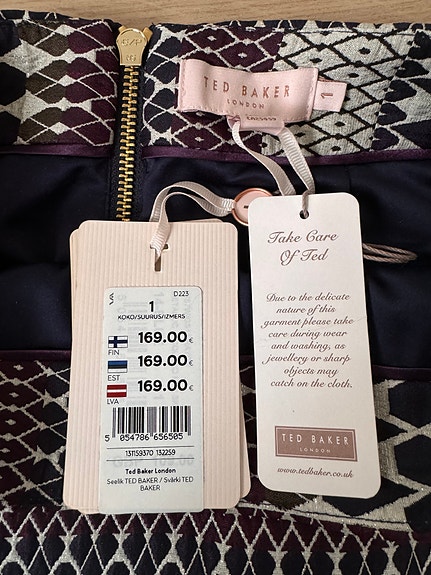 TED BAKER
LONDON
1
D223
1
KOKO/SUURUS/IZMERS
169.00€
FIN
169.00€
EST
169.00€
LVA
5 054786 656505
131159370 132259
Ted Baker London
Seelik TED BAKER / Svārki TED
BAKER
Take Care
Of Ted
Due to the delicate
nature of this
garment please take
care during wear
and washing, as
jewellery or sharp
objects may
catch on the cloth.
TED BAKER
LONDON
www.tedbaker.co.uk